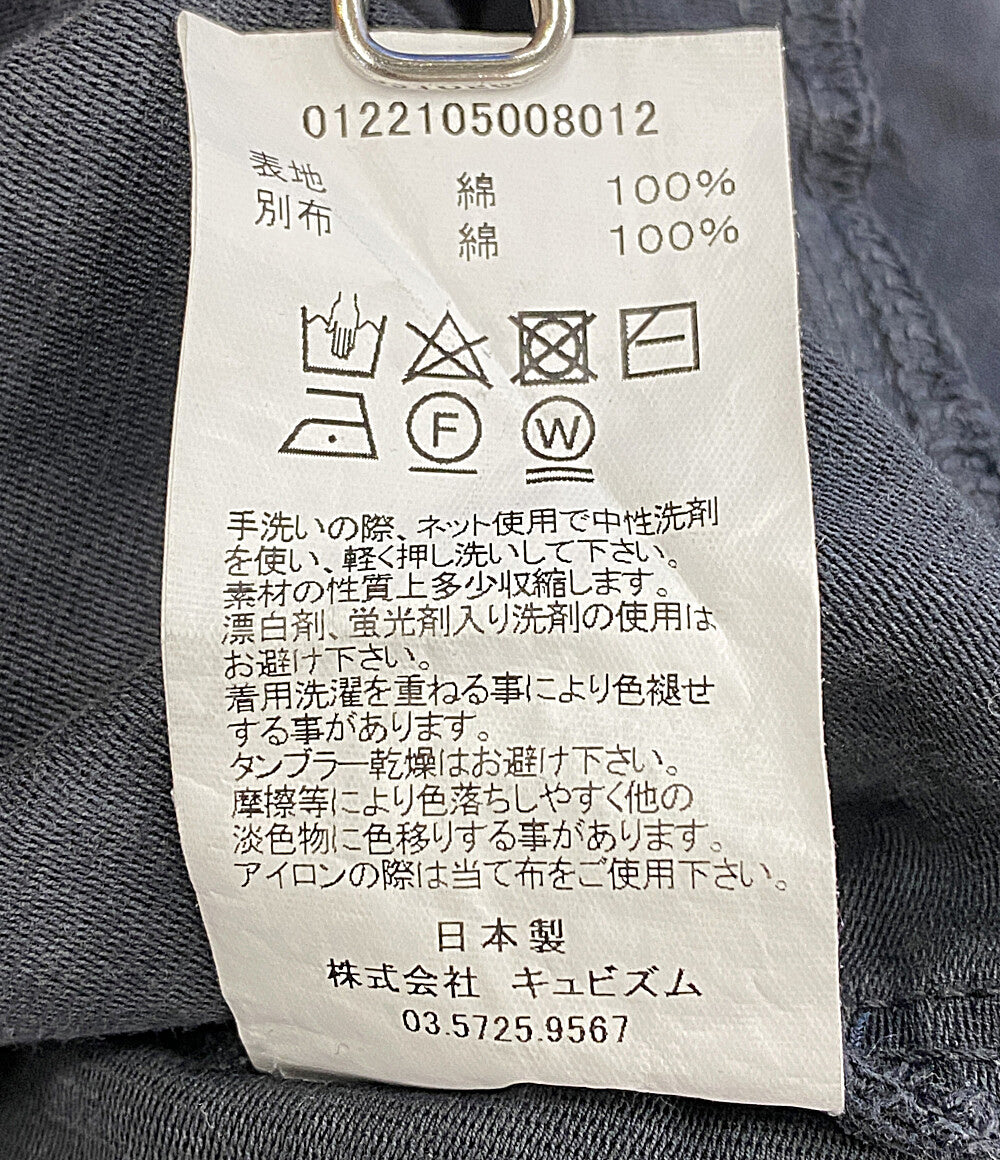 0122105008012
表地 綿 100%
別布 綿 100%
F W
手洗いの際、ネット使用で中性洗剤
を使い、軽く押し洗いして下さい。
素材の性質上多少収縮します。
漂白剤、蛍光剤入り洗剤の使用は
お避け下さい。
着用洗濯を重ねる事により色褪せ
する事があります。
タンブラー乾燥はお避け下さい。
摩擦等により色落ちしやすく他の
淡色物に色移りする事があります。
アイロンの際は当て布をご使用下さい。
日本製
株式会社 キュビズム
03.5725.9567